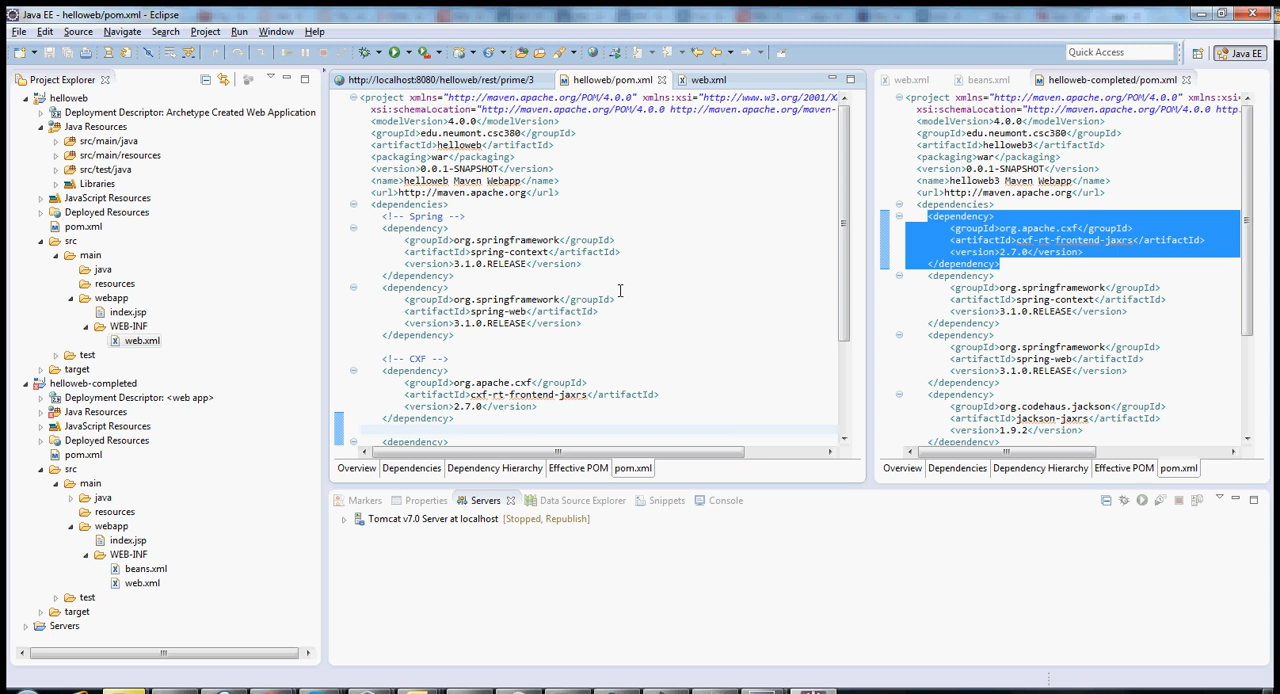 Java EE - helloweb/pom.xml - Eclipse
File Edit Source Navigate Search Project Run Window Help
Quick Access
Java EE
Project Explorer
helloweb
Deployment Descriptor: Archetype Created Web Application
Java Resources
src/main/java
src/main/resources
src/test/java
Libraries
JavaScript Resources
Deployed Resources
pom.xml
src
main
java
resources
webapp
index.jsp
WEB-INF
web.xml
test
target
helloweb-completed
Deployment Descriptor: <web app>
Java Resources
JavaScript Resources
Deployed Resources
pom.xml
src
main
java
resources
webapp
index.jsp
WEB-INF
beans.xml
web.xml
test
target
Servers
http://localhost:8080/helloweb/rest/prime/3 helloweb/pom.xml web.xml
<project xmlns="http://maven.apache.org/POM/4.0.0" xmlns:xsi="http://www.w3.org/2001/X
xsi:schemaLocation="http://maven.apache.org/POM/4.0.0 http://maven.apache.org/maven-
<modelVersion>4.0.0</modelVersion>
<groupId>edu.neumont.csc380</groupId>
<artifactId>helloweb</artifactId>
<packaging>war</packaging>
<version>0.0.1-SNAPSHOT</version>
<name>helloweb Maven Webapp</name>
<url>http://maven.apache.org</url>
<dependencies>
<!-- Spring -->
<dependency>
<groupId>org.springframework</groupId>
<artifactId>spring-context</artifactId>
<version>3.1.0.RELEASE</version>
</dependency>
<dependency>
<groupId>org.springframework</groupId>
<artifactId>spring-web</artifactId>
<version>3.1.0.RELEASE</version>
</dependency>
<!-- CXF -->
<dependency>
<groupId>org.apache.cxf</groupId>
<artifactId>cxf-rt-frontend-jaxrs</artifactId>
<version>2.7.0</version>
</dependency>
<dependency>
Overview Dependencies Dependency Hierarchy Effective POM pom.xml
web.xml beans.xml helloweb-completed/pom.xml
<project xmlns="http://maven.apache.org/POM/4.0.0" xmlns:xsi
xsi:schemaLocation="http://maven.apache.org/POM/4.0.0 http
<modelVersion>4.0.0</modelVersion>
<groupId>edu.neumont.csc380</groupId>
<artifactId>helloweb3</artifactId>
<packaging>war</packaging>
<version>0.0.1-SNAPSHOT</version>
<name>helloweb3 Maven Webapp</name>
<url>http://maven.apache.org</url>
<dependencies>
<dependency>
<groupId>org.apache.cxf</groupId>
<artifactId>cxf-rt-frontend-jaxrs</artifactId>
<version>2.7.0</version>
</dependency>
<dependency>
<groupId>org.springframework</groupId>
<artifactId>spring-context</artifactId>
<version>3.1.0.RELEASE</version>
</dependency>
<dependency>
<groupId>org.springframework</groupId>
<artifactId>spring-web</artifactId>
<version>3.1.0.RELEASE</version>
</dependency>
<dependency>
<groupId>org.codehaus.jackson</groupId>
<artifactId>jackson-jaxrs</artifactId>
<version>1.9.2</version>
</dependency>
Overview Dependencies Dependency Hierarchy Effective POM pom.xml
Markers Properties Servers Data Source Explorer Snippets Console
Tomcat v7.0 Server at localhost [Stopped, Republish]